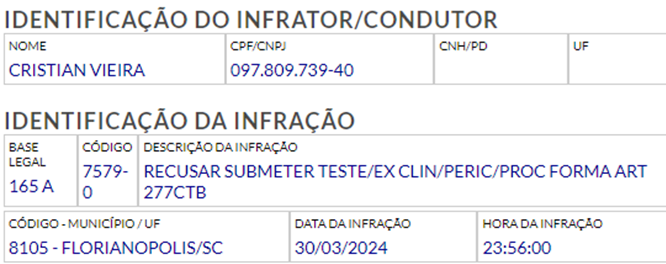 IDENTIFICAÇÃO DO INFRATOR/CONDUTOR
NOME CPF/CNPJ CNH/PD UF
CRISTIAN VIEIRA 097.809.739-40
IDENTIFICAÇÃO DA INFRAÇÃO
BASE LEGAL CÓDIGO DESCRIÇÃO DA INFRAÇÃO
165 A 7579-0 RECUSAR SUBMETER TESTE/EX CLIN/PERIC/PROC FORMA ART 277CTB
CÓDIGO - MUNICÍPIO / UF DATA DA INFRAÇÃO HORA DA INFRAÇÃO
8105 - FLORIANOPOLIS/SC 30/03/2024 23:56:00